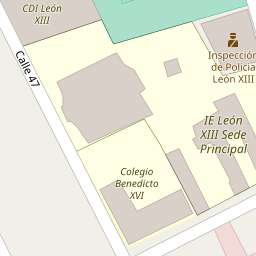 CDI León
XIII
Calle 47
Inspección
de Policía
León XIII
IE León
XIII Sede
Principal
Colegio
Benedicto
XVI